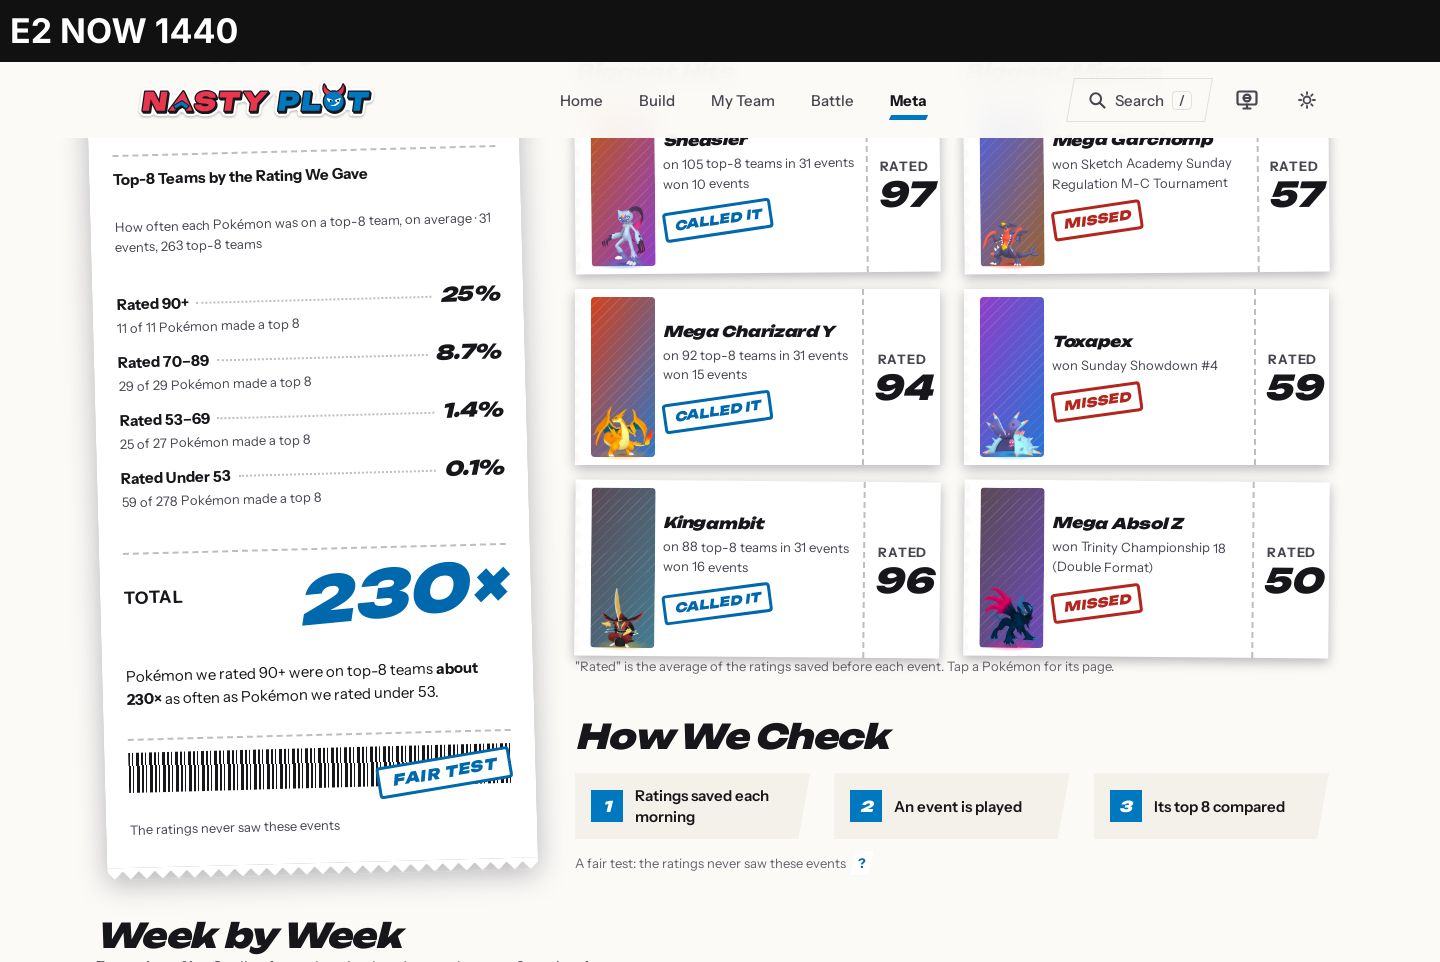 E2 NOW 1440
NASTY PLOT
Home
Build
My Team
Battle
Meta
Search /
Top-8 Teams by the Rating We Gave
How often each Pokémon was on a top-8 team, on average · 31
events, 263 top-8 teams
Rated 90+ 25%
11 of 11 Pokémon made a top 8
Rated 70–89 8.7%
29 of 29 Pokémon made a top 8
Rated 53–69 1.4%
25 of 27 Pokémon made a top 8
Rated Under 53 0.1%
59 of 278 Pokémon made a top 8
TOTAL 230×
Pokémon we rated 90+ were on top-8 teams about
230× as often as Pokémon we rated under 53.
FAIR TEST
The ratings never saw these events
Sneasler
on 105 top-8 teams in 31 events
won 10 events
CALLED IT
RATED
97
Mega Garchomp
won Sketch Academy Sunday
Regulation M-C Tournament
MISSED
RATED
57
Mega Charizard Y
on 92 top-8 teams in 31 events
won 15 events
CALLED IT
RATED
94
Toxapex
won Sunday Showdown #4
MISSED
RATED
59
Kingambit
on 88 top-8 teams in 31 events
won 16 events
CALLED IT
RATED
96
Mega Absol Z
won Trinity Championship 18
(Double Format)
MISSED
RATED
50
"Rated" is the average of the ratings saved before each event. Tap a Pokémon for its page.
How We Check
1 Ratings saved each
morning
2 An event is played
3 Its top 8 compared
A fair test: the ratings never saw these events ?
Week by Week